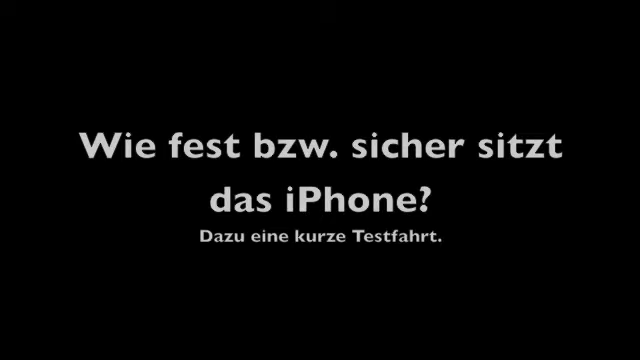 Wie fest bzw. sicher sitzt
das iPhone?
Dazu eine kurze Testfahrt.